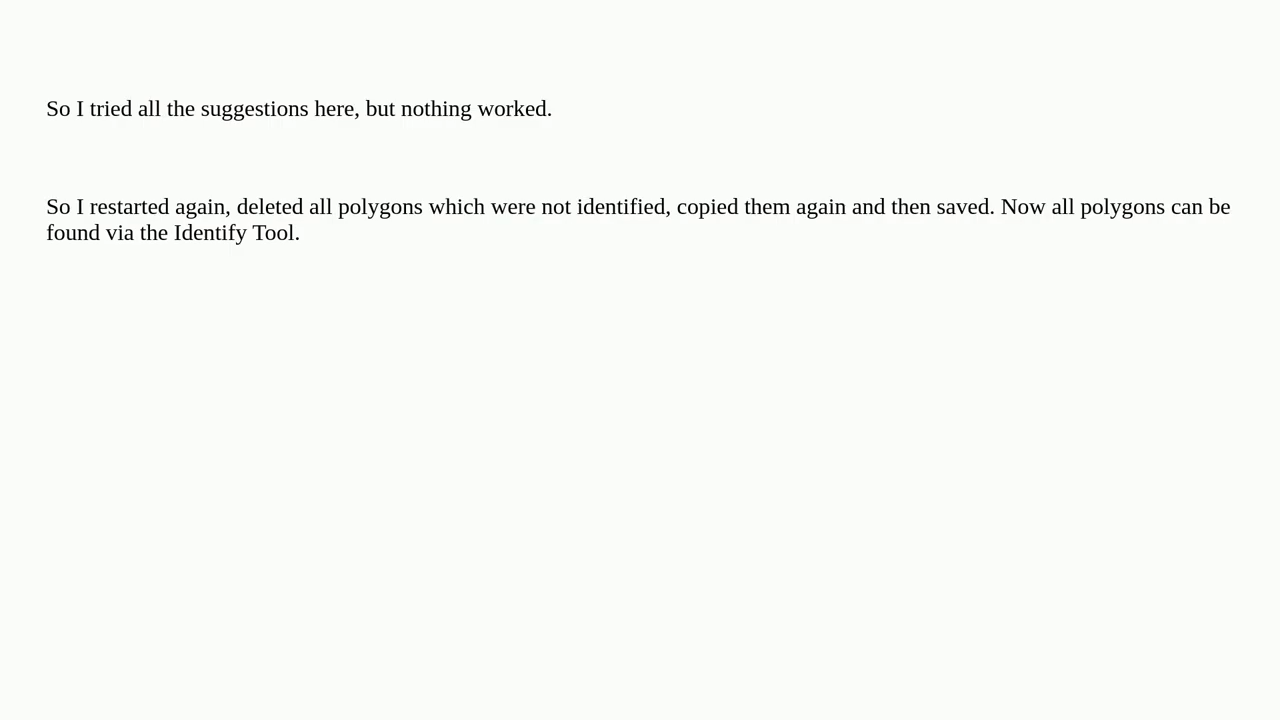 So I tried all the suggestions here, but nothing worked.
So I restarted again, deleted all polygons which were not identified, copied them again and then saved. Now all polygons can be
found via the Identify Tool.